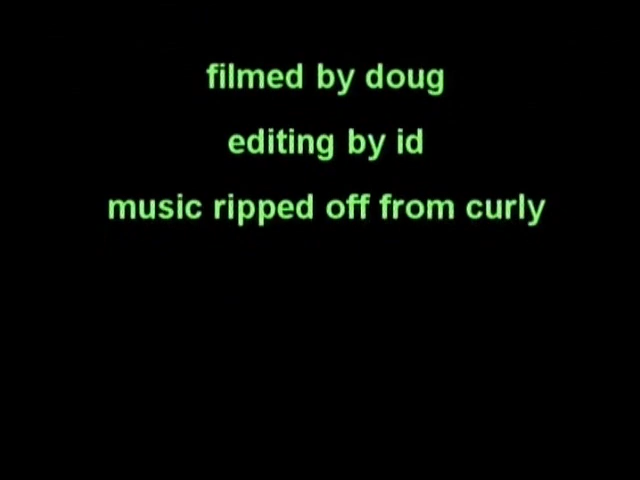 filmed by doug
editing by id
music ripped off from curly